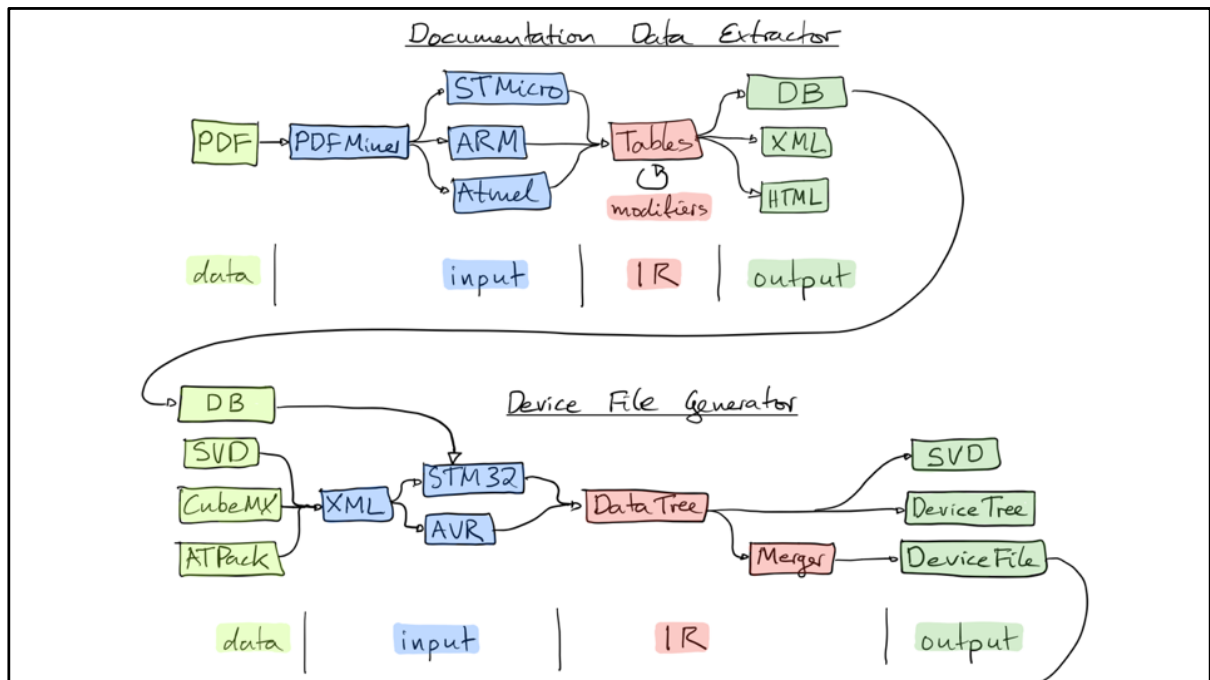 Documentation Data Extractor
STMicro
DB
PDF
PDFMiner
ARM
Tables
XML
Atmel
modifiers
HTML
data
input
IR
output
DB
Device File Generator
SVD
STM32
SVD
CubeMX
XML
DataTree
DeviceTree
AVR
ATPack
Merger
DeviceFile
data
input
IR
output